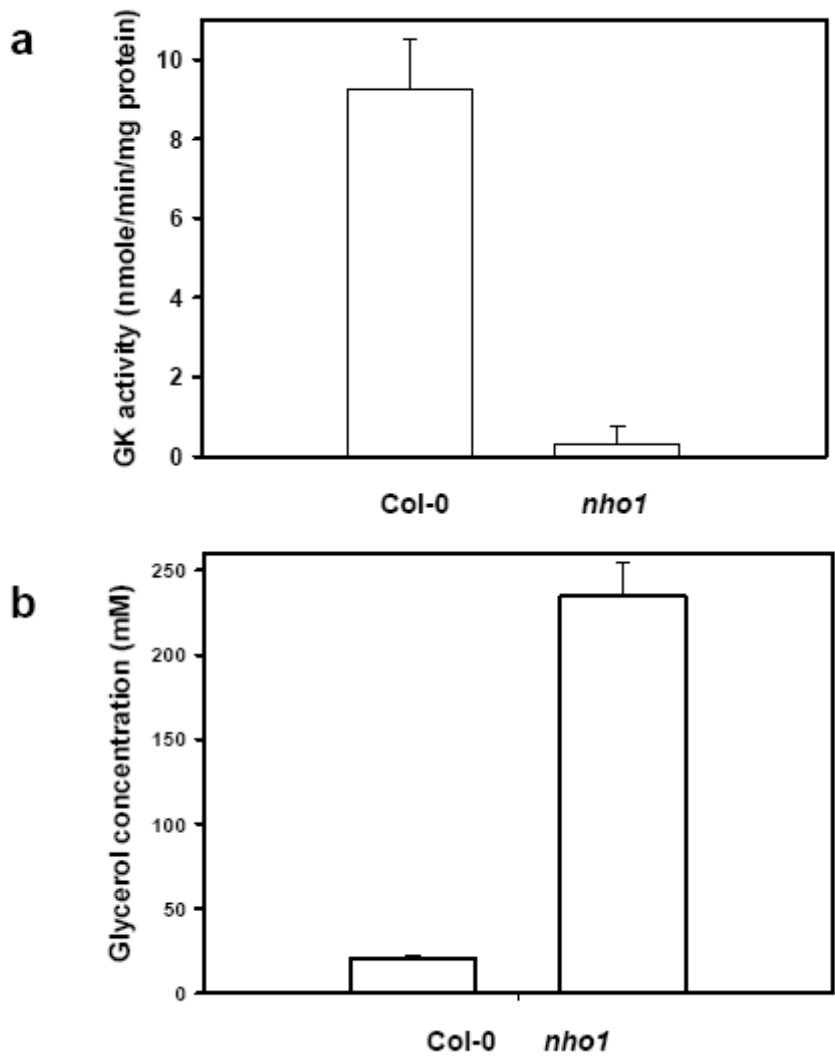 a
GK activity (nmole/min/mg protein)
10
8
6
4
2
0
Col-0 nho1
b
Glycerol concentration (mM)
250
200
150
100
50
0
Col-0 nho1